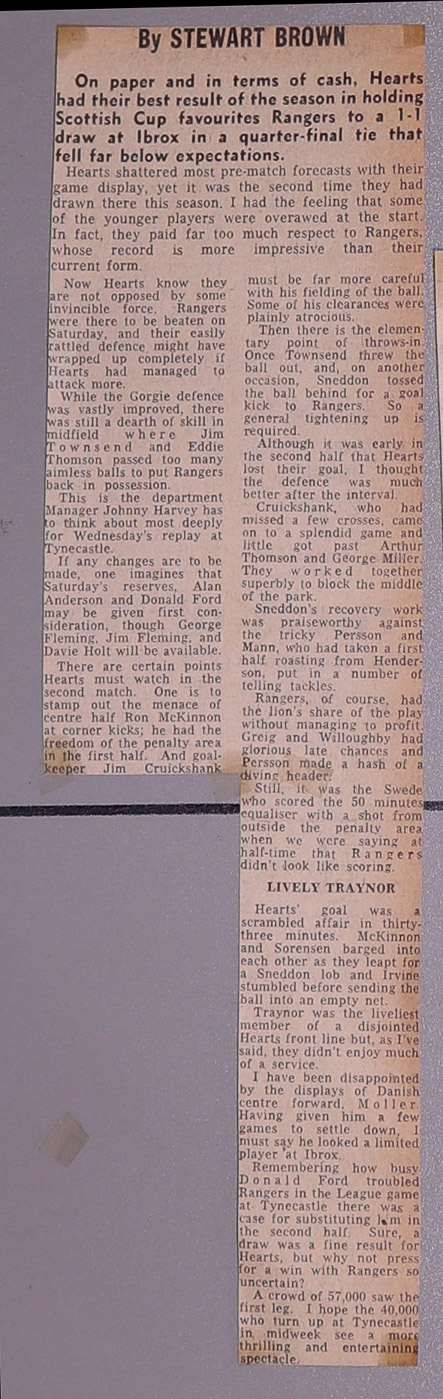 By STEWART BROWN
On paper and in terms of cash, Hearts
had their best result of the season in holding
Scottish Cup favourites Rangers to a 1-1
draw at Ibrox in a quarter-final tie that
fell far below expectations.
Hearts shattered most pre-match forecasts with their
game display, yet it was the second time they had
drawn there this season. I had the feeling that some
of the younger players were overawed at the start.
In fact, they paid far too much respect to Rangers,
whose record is more impressive than their
current form.
Now Hearts know they
are not opposed by some
invincible force. Rangers
were there to be beaten on
Saturday, and their easily
rattled defence might have
wrapped up completely if
Hearts had managed to
attack more.
While the Gorgie defence
was vastly improved, there
was still a dearth of skill in
midfield where Jim
Townsend and Eddie
Thomson passed too many
aimless balls to put Rangers
back in possession.
This is the department
Manager Johnny Harvey has
to think about most deeply
for Wednesday's replay at
Tynecastle.
If any changes are to be
made, one imagines that
Saturday's reserves, Alan
Anderson and Donald Ford
may be given first con-
sideration, though George
Fleming, Jim Fleming, and
Davie Holt will be available.
There are certain points
Hearts must watch in the
second match. One is to
stamp out the menace of
centre half Ron McKinnon
at corner kicks; he had the
freedom of the penalty area
in the first half. And goal-
keeper Jim Cruickshank
must be far more careful
with his fielding of the ball.
Some of his clearances were
plainly atrocious.
Then there is the elemen-
tary point of throws-in.
Once Townsend threw the
ball out, and, on another
occasion, Sneddon tossed
the ball behind for a goal
kick to Rangers. So a
general tightening up is
required.
Although it was early in
the second half that Hearts
lost their goal, I thought
the defence was much
better after the interval.
Cruickshank, who had
missed a few crosses, came
on to a splendid game and
little got past Arthur
Thomson and George Miller.
They worked together
superbly to block the middle
of the park.
Sneddon's recovery work
was praiseworthy against
the tricky Persson and
Mann, who had taken a first
half roasting from Hender-
son, put in a number of
telling tackles.
Rangers, of course, had
the lion's share of the play
without managing to profit.
Greig and Willoughby had
glorious late chances and
Persson made a hash of a
diving header.
Still, it was the Swede
who scored the 50 minutes
equaliser with a shot from
outside the penalty area
when we were saying at
half-time that Rangers
didn't look like scoring.
LIVELY TRAYNOR
Hearts' goal was a
scrambled affair in thirty-
three minutes. McKinnon
and Sorensen barged into
each other as they leapt for
a Sneddon lob and Irvine
stumbled before sending the
ball into an empty net.
Traynor was the liveliest
member of a disjointed
Hearts front line but, as I've
said, they didn't enjoy much
of a service.
I have been disappointed
by the displays of Danish
centre forward, Moller.
Having given him a few
games to settle down, I
must say he looked a limited
player at Ibrox.
Remembering how busy
Donald Ford troubled
Rangers in the League game
at Tynecastle there was a
case for substituting him in
the second half. Sure, a
draw was a fine result for
Hearts, but why not press
for a win with Rangers so
uncertain?
A crowd of 57,000 saw the
first leg. I hope the 40,000
who turn up at Tynecastle
in midweek see a more
thrilling and entertaining
spectacle.